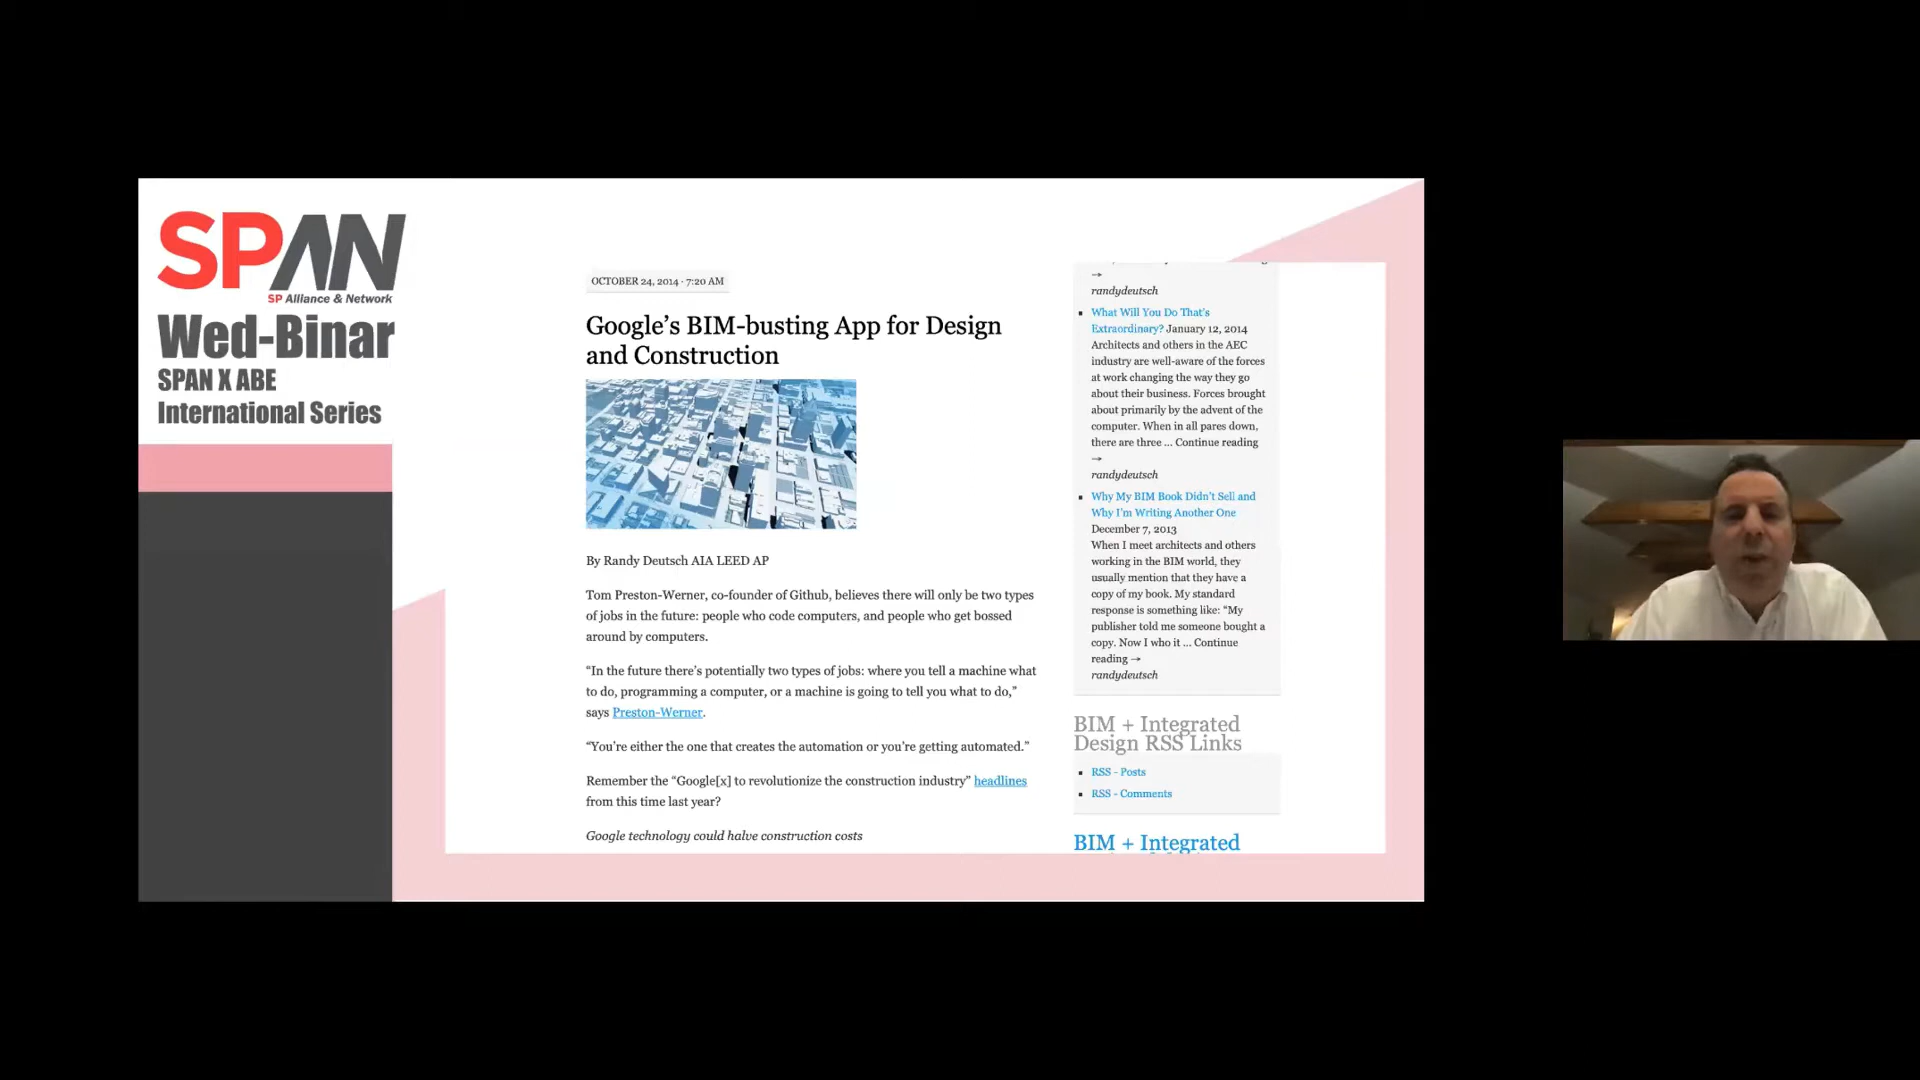 SPAN
SP Alliance & Network
Wed-Binar
SPAN X ABE
International Series
OCTOBER 24, 2014 · 7:20 AM
Google's BIM-busting App for Design
and Construction
By Randy Deutsch AIA LEED AP
Tom Preston-Werner, co-founder of Github, believes there will only be two types
of jobs in the future: people who code computers, and people who get bossed
around by computers.
“In the future there's potentially two types of jobs: where you tell a machine what
to do, programming a computer, or a machine is going to tell you what to do,”
says Preston-Werner.
“You're either the one that creates the automation or you're getting automated.”
Remember the “Google[x] to revolutionize the construction industry” headlines
from this time last year?
Google technology could halve construction costs
→
randydeutsch
What Will You Do That's
Extraordinary? January 12, 2014
Architects and others in the AEC
industry are well-aware of the forces
at work changing the way they go
about their business. Forces brought
about primarily by the advent of the
computer. When in all pares down,
there are three ... Continue reading
→
randydeutsch
Why My BIM Book Didn't Sell and
Why I'm Writing Another One
December 7, 2013
When I meet architects and others
working in the BIM world, they
usually mention that they have a
copy of my book. My standard
response is something like: “My
publisher told me someone bought a
copy. Now I who it ... Continue
reading →
randydeutsch
BIM + Integrated
Design RSS Links
RSS - Posts
RSS - Comments
BIM + Integrated